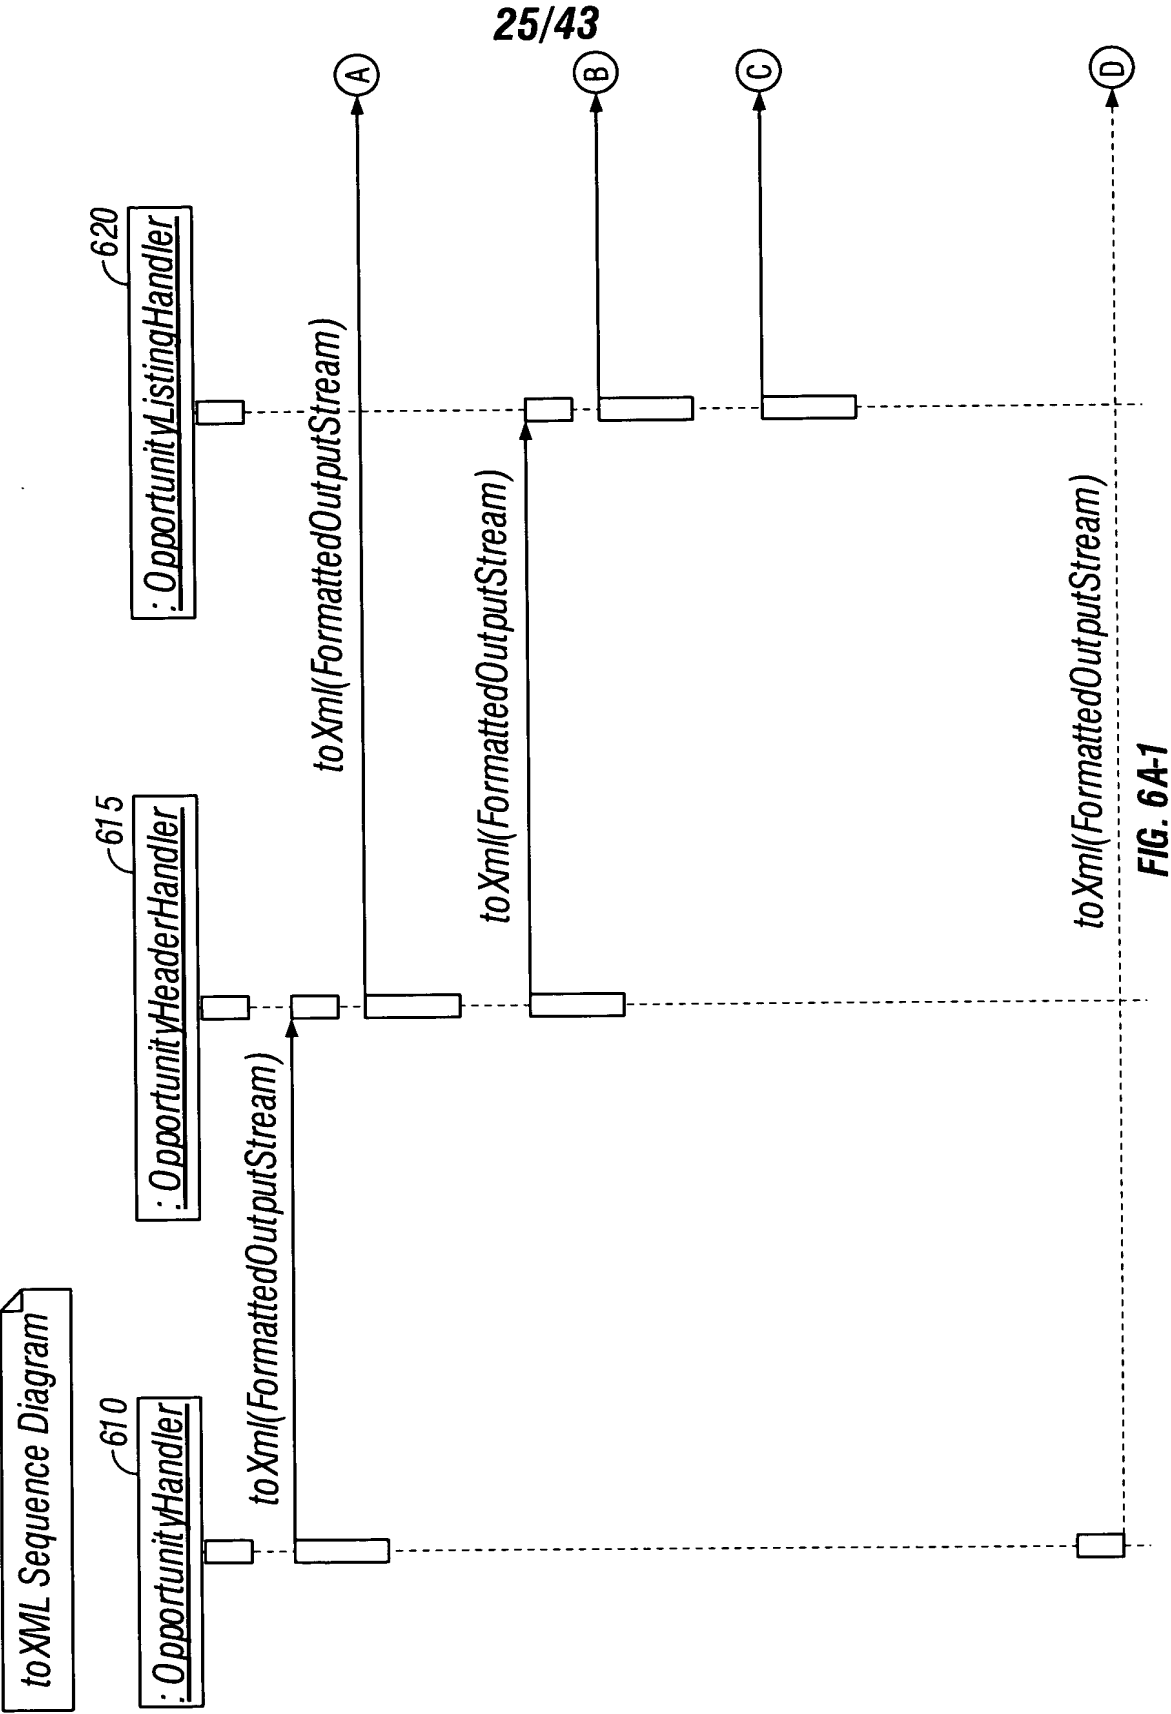 25/43
toXML Sequence Diagram
610
: OpportunityHandler
615
: OpportunityHeaderHandler
620
: OpportunityListingHandler
toXml(FormattedOutputStream)
toXml(FormattedOutputStream)
A
toXml(FormattedOutputStream)
B
C
toXml(FormattedOutputStream)
D
FIG. 6A-1